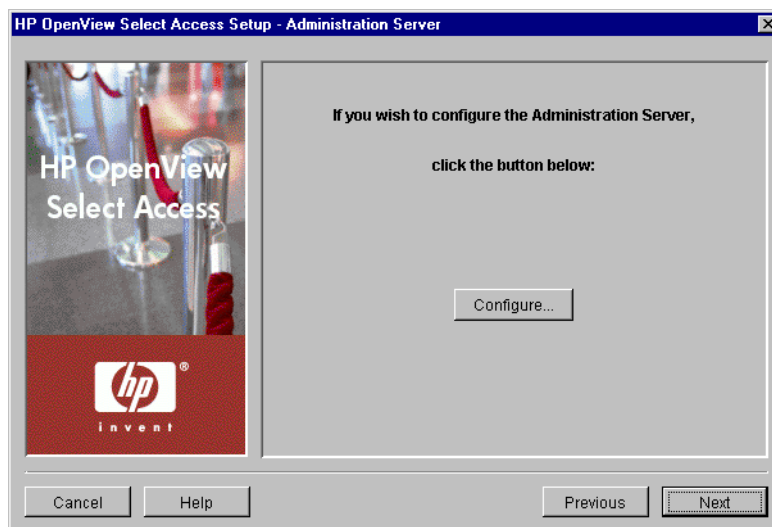 HP OpenView Select Access Setup - Administration Server
HP OpenView
Select Access
hp
®
invent
If you wish to configure the Administration Server,
click the button below:
Configure...
Cancel
Help
Previous
Next